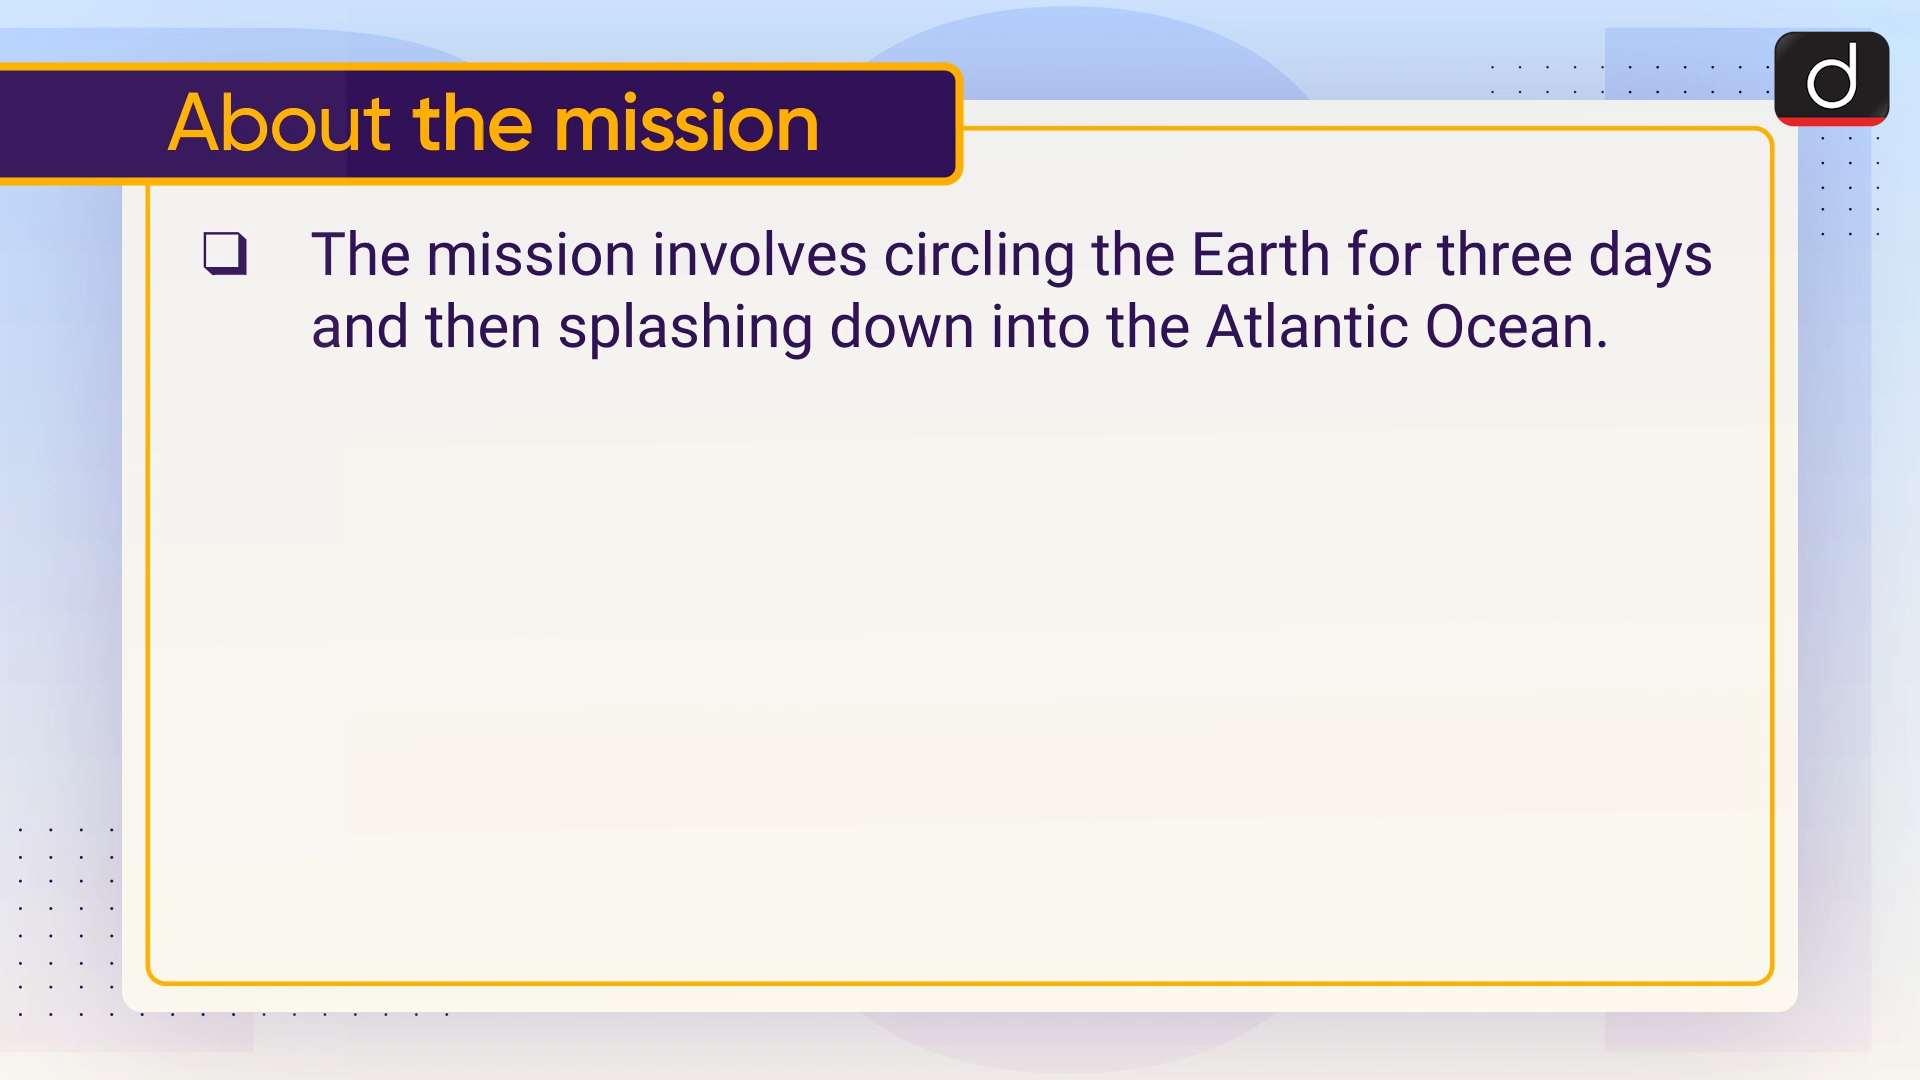 About the mission
❑ The mission involves circling the Earth for three days
and then splashing down into the Atlantic Ocean.
d